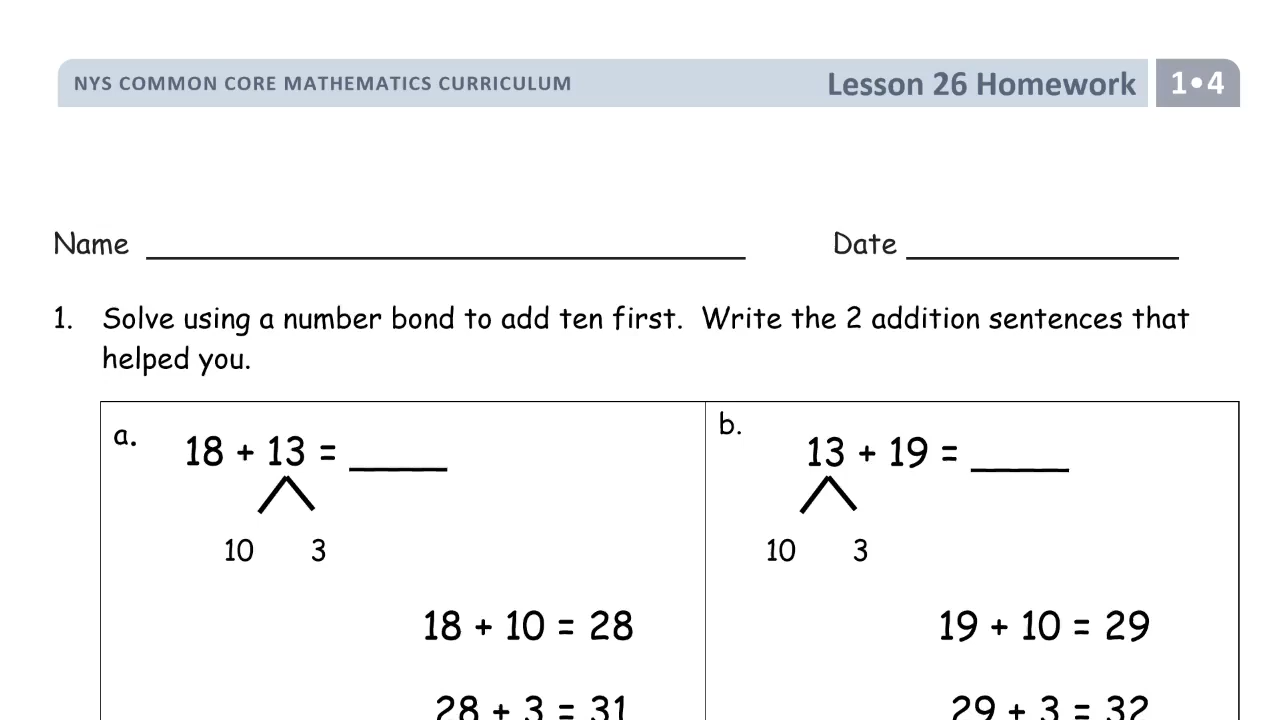 NYS COMMON CORE MATHEMATICS CURRICULUM
Lesson 26 Homework
1•4
Name
Date
1. Solve using a number bond to add ten first. Write the 2 addition sentences that
helped you.
a.
18 + 13 = _____
10 3
18 + 10 = 28
28 + 3 = 31
b.
13 + 19 = _____
10 3
19 + 10 = 29
29 + 3 = 32